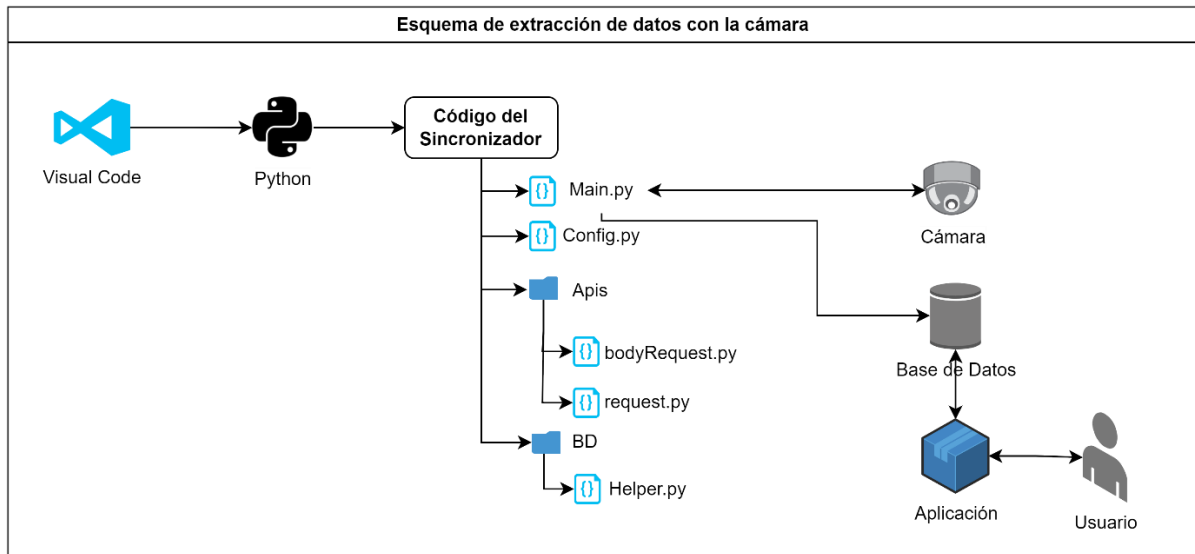 Esquema de extracción de datos con la cámara
Visual Code
Python
Código del
Sincronizador
Main.py
Config.py
Apis
bodyRequest.py
request.py
BD
Helper.py
Cámara
Base de Datos
Aplicación
Usuario